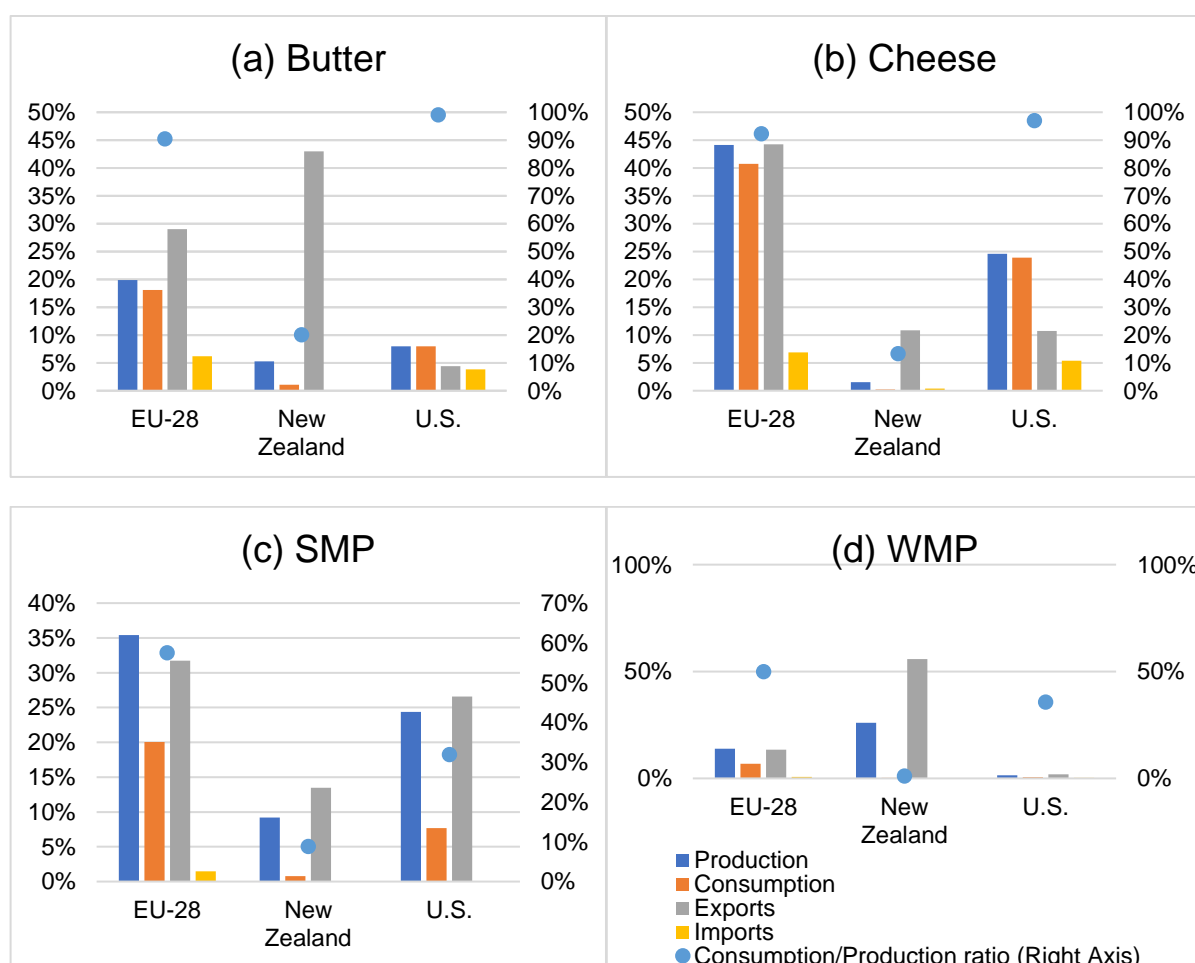 (a) Butter
50%
45%
40%
35%
30%
25%
20%
15%
10%
5%
0%
100%
90%
80%
70%
60%
50%
40%
30%
20%
10%
0%
EU-28
New
Zealand
U.S.
(b) Cheese
50%
45%
40%
35%
30%
25%
20%
15%
10%
5%
0%
100%
90%
80%
70%
60%
50%
40%
30%
20%
10%
0%
EU-28
New
Zealand
U.S.
(c) SMP
40%
35%
30%
25%
20%
15%
10%
5%
0%
70%
60%
50%
40%
30%
20%
10%
0%
EU-28
New
Zealand
U.S.
(d) WMP
100%
50%
0%
100%
50%
0%
EU-28
New
Zealand
U.S.
Production
Consumption
Exports
Imports
Consumption/Production ratio (Right Axis)